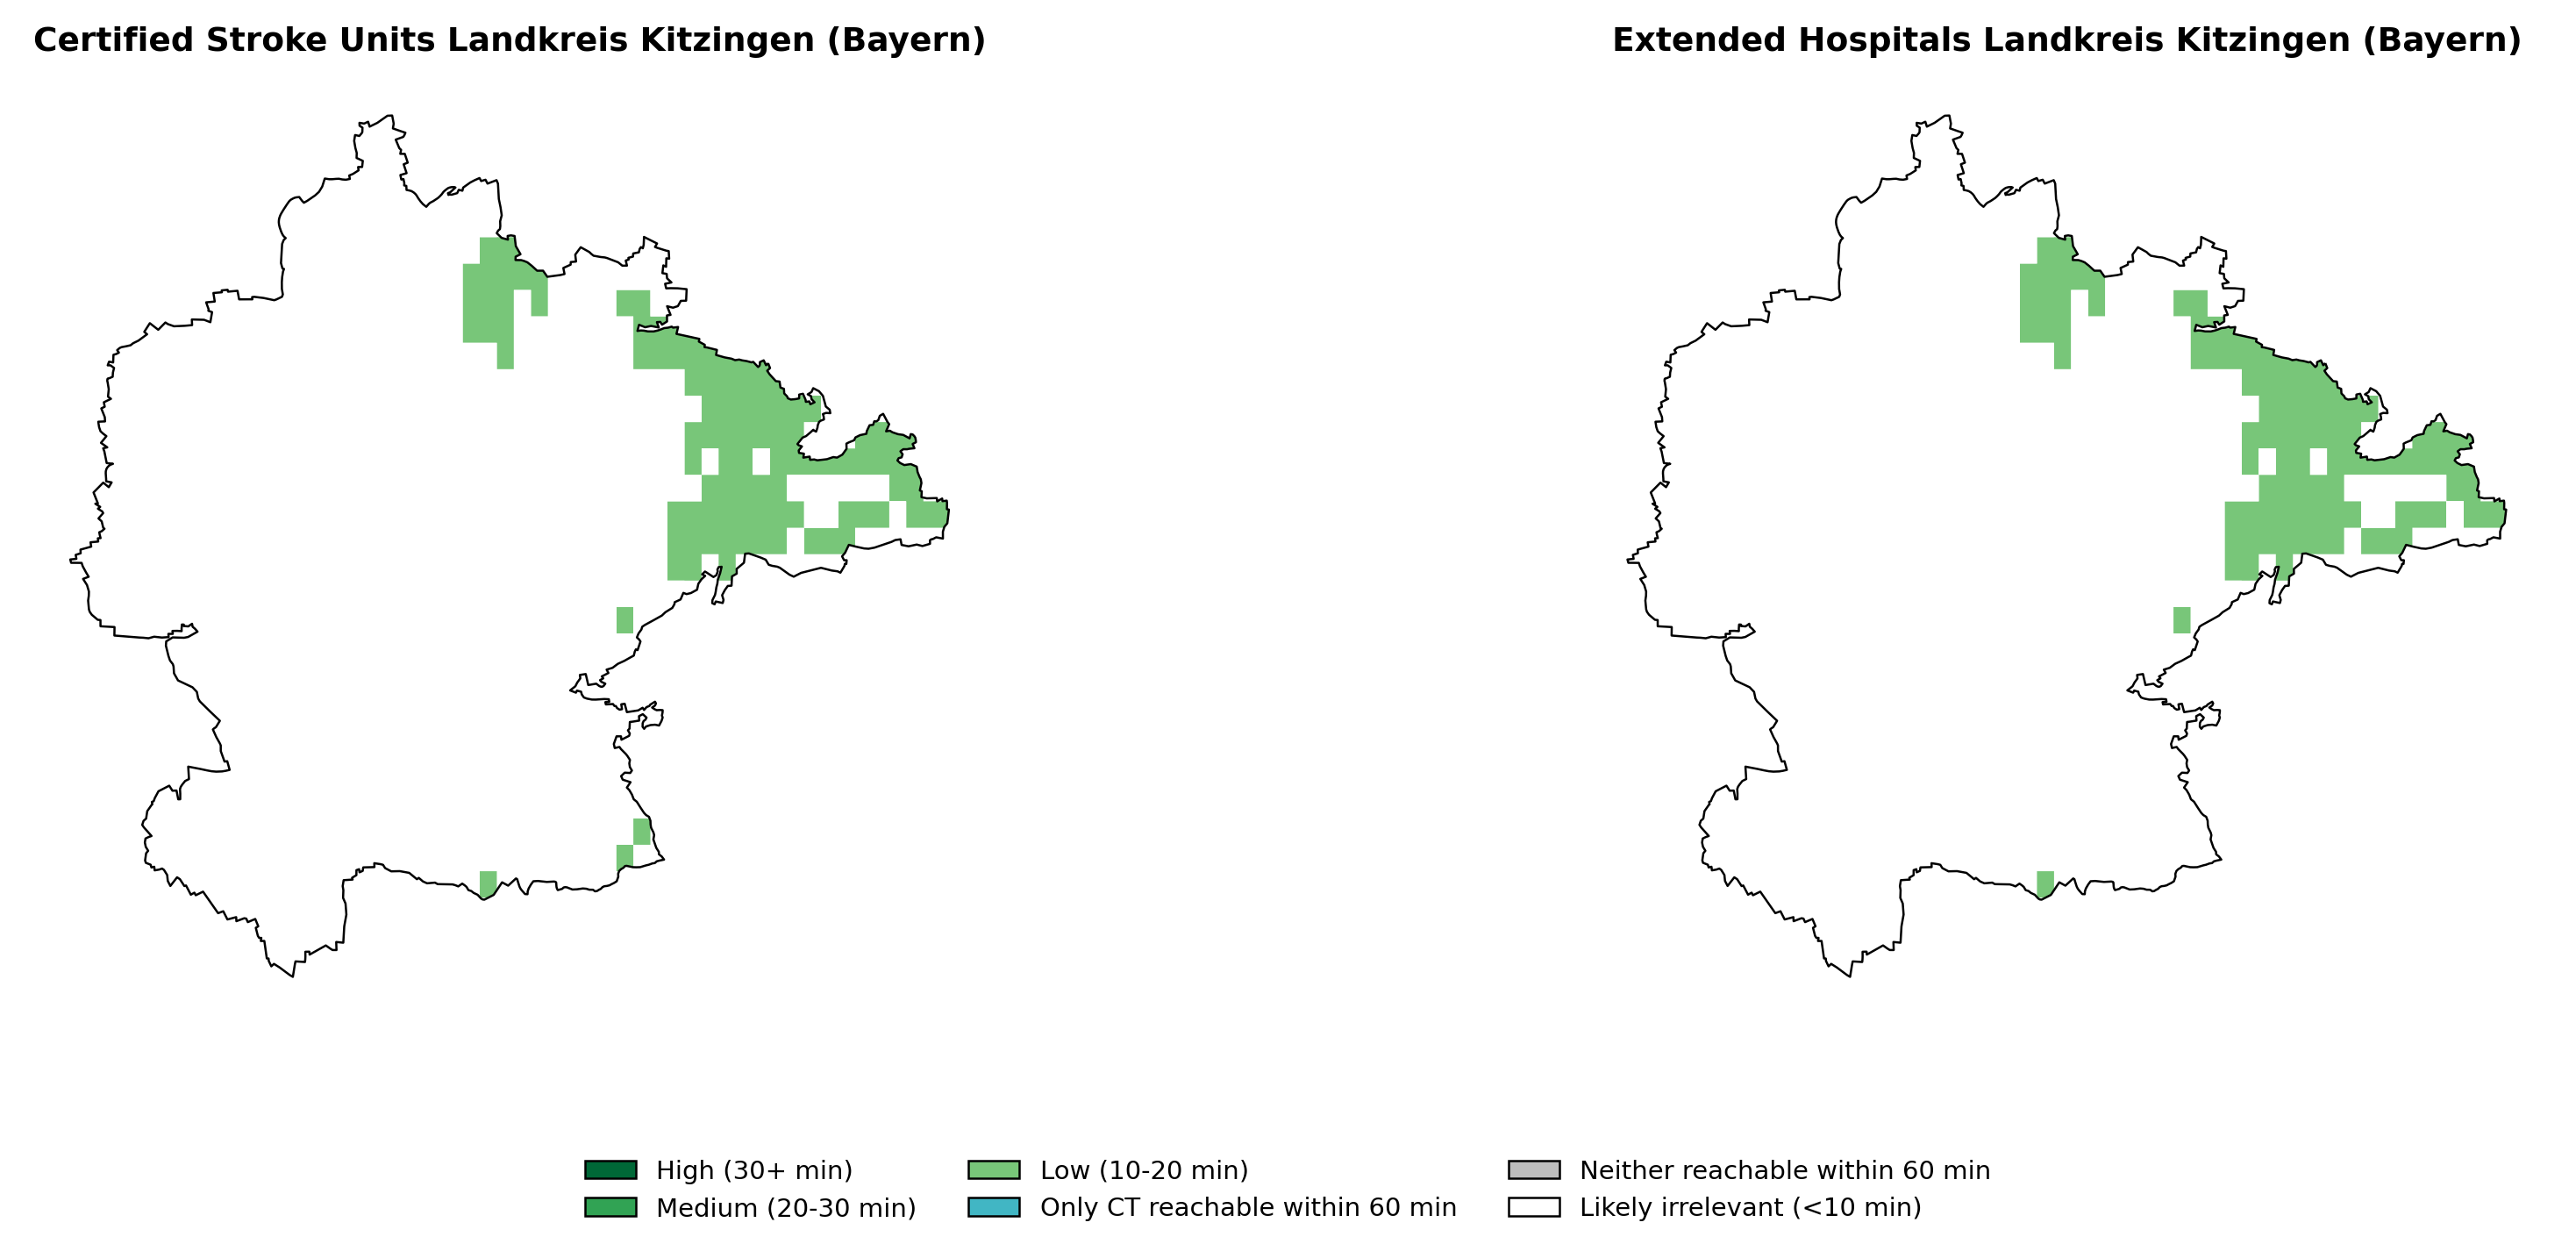 Certified Stroke Units Landkreis Kitzingen (Bayern)
Extended Hospitals Landkreis Kitzingen (Bayern)
High (30+ min)
Medium (20-30 min)
Low (10-20 min)
Only CT reachable within 60 min
Neither reachable within 60 min
Likely irrelevant (<10 min)